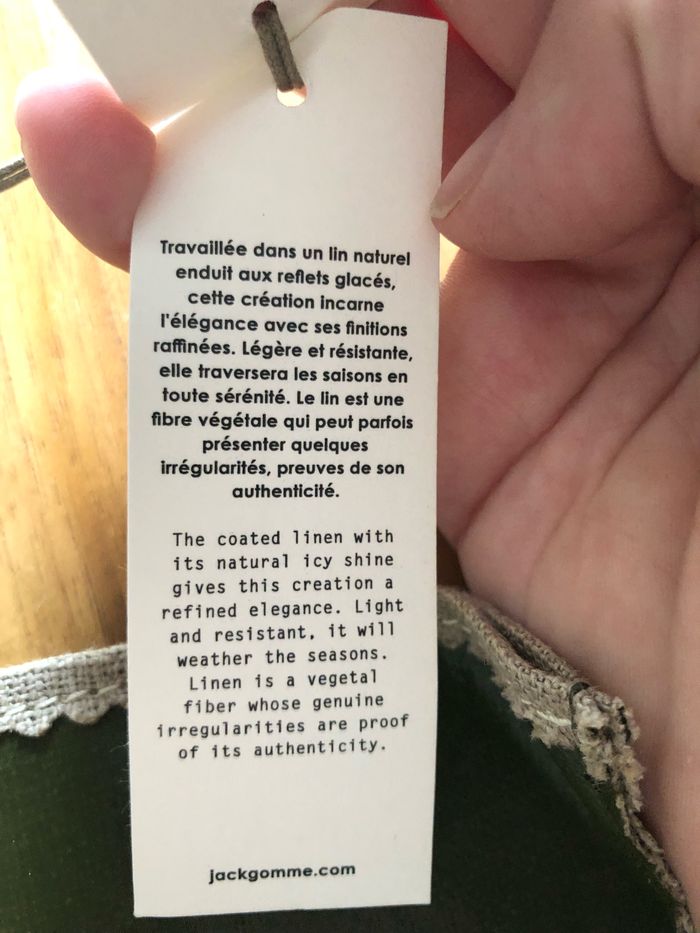 Travaillée dans un lin naturel
enduit aux reflets glacés,
cette création incarne
l'élégance avec ses finitions
raffinées. Légère et résistante,
elle traversera les saisons en
toute sérénité. Le lin est une
fibre végétale qui peut parfois
présenter quelques
irrégularités, preuves de son
authenticité.
The coated linen with
its natural icy shine
gives this creation a
refined elegance. Light
and resistant, it will
weather the seasons.
Linen is a vegetal
fiber whose genuine
irregularities are proof
of its authenticity.
jackgomme.com